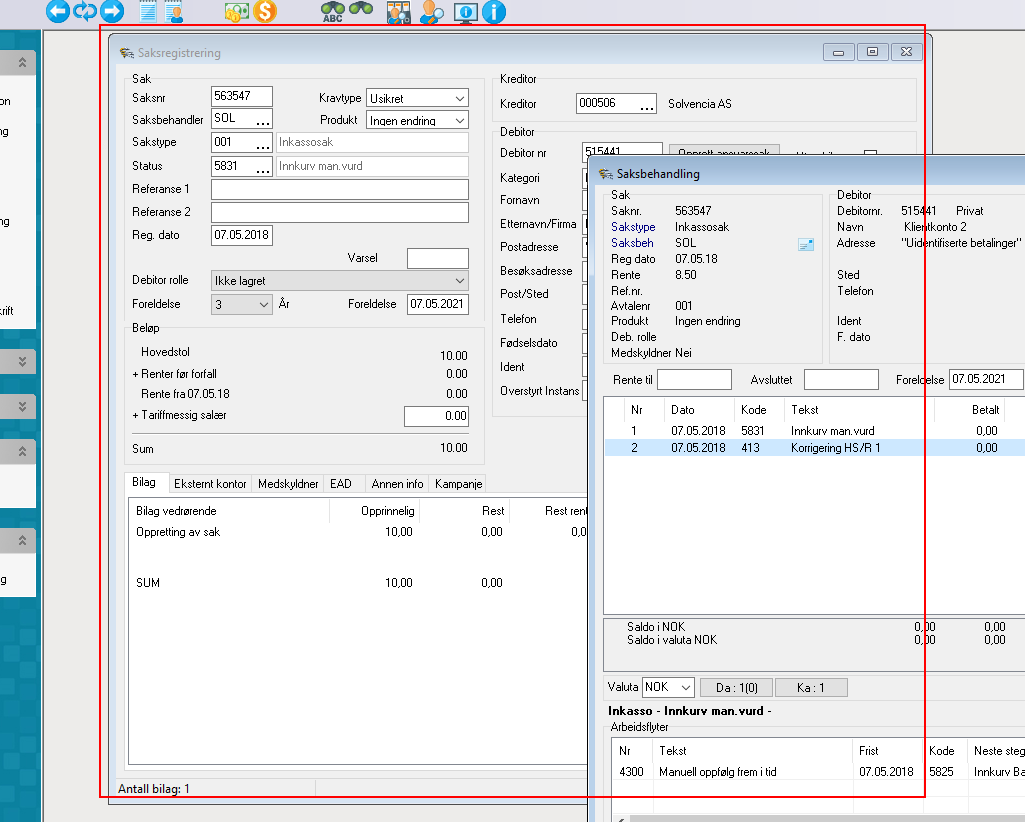 ABC
Saksregistrering
Sak
Saksnr 563547 Kravtype Usikret
Saksbehandler SOL ... Produkt Ingen endring
Sakstype 001 ... Inkassosak
Status 5831 ... Innkurv man.vurd
Referanse 1
Referanse 2
Reg. dato 07.05.2018
Varsel
Debitor rolle Ikke lagret
Foreldelse 3 År Foreldelse 07.05.2021
Beløp
Hovedstol 10.00
+ Renter før forfall 0.00
Rente fra 07.05.18 0.00
+ Tariffmessig salær 0.00
Sum 10.00
Bilag Eksternt kontor Medskyldner EAD Annen info Kampanje
Bilag vedrørende Opprinnelig Rest Rest rent
Oppretting av sak 10,00 0,00 0,0
SUM 10,00 0,00
Antall bilag: 1
Kreditor
Kreditor 000506 ... Solvencia AS
Debitor
Debitor nr 515441
Kategori
Fornavn
Etternavn/Firma
Postadresse
Besøksadresse
Post/Sted
Telefon
Fødselsdato
Ident
Overstyrt Instans
Saksbehandling
Sak
Saknr. 563547
Sakstype Inkassosak
Saksbeh SOL
Reg dato 07.05.18
Rente 8.50
Ref.nr.
Avtalenr 001
Produkt Ingen endring
Deb. rolle
Medskyldner Nei
Debitor
Debitornr. 515441 Privat
Navn Klientkonto 2
Adresse "Uidentifiserte betalinger"
Sted
Telefon
Ident
F. dato
Rente til Avsluttet Foreldelse 07.05.2021
Nr Dato Kode Tekst Betalt
1 07.05.2018 5831 Innkurv man.vurd 0,00
2 07.05.2018 413 Korrigering HS/R 1 0,00
Saldo i NOK 0,00 0,00
Saldo i valuta NOK 0,00 0,00
Valuta NOK Da : 1(0) Ka : 1
Inkasso - Innkurv man.vurd -
Arbeidsflyter
Nr Tekst Frist Kode Neste steg
4300 Manuell oppfølg frem i tid 07.05.2018 5825 Innkurv Ba
on
ng
ng
krift
g